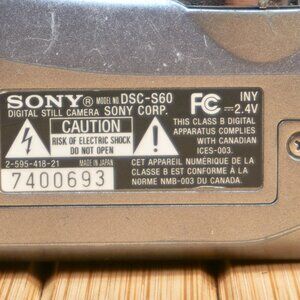 SONY® MODEL NO. DSC-S60
DIGITAL STILL CAMERA SONY CORP.
CAUTION
RISK OF ELECTRIC SHOCK
DO NOT OPEN
2-595-418-21 MADE IN JAPAN
7400693
FC INY
2.4V
THIS CLASS B DIGITAL
APPARATUS COMPLIES
WITH CANADIAN
ICES-003.
CET APPAREIL NUMÉRIQUE DE LA
CLASSE B EST CONFORME À LA
NORME NMB-003 DU CANADA.